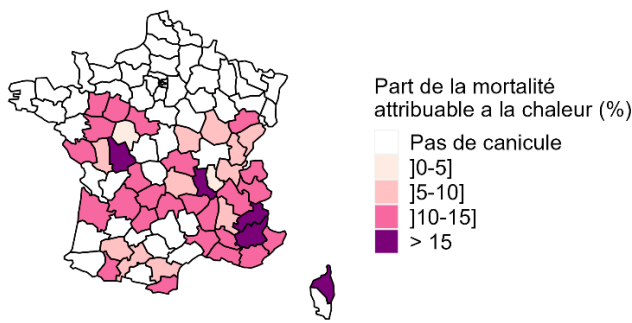 Part de la mortalité
attribuable a la chaleur (%)
Pas de canicule
]0-5]
]5-10]
]10-15]
> 15